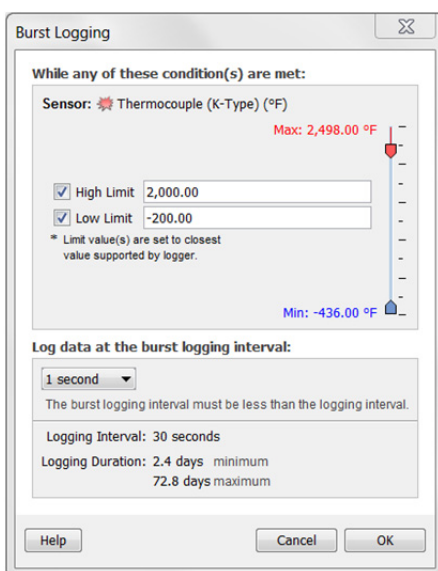 Burst Logging
While any of these condition(s) are met:
Sensor: Thermocouple (K-Type) (°F)
Max: 2,498.00 °F
High Limit 2,000.00
Low Limit -200.00
* Limit value(s) are set to closest
value supported by logger.
Min: -436.00 °F
Log data at the burst logging interval:
1 second
The burst logging interval must be less than the logging interval.
Logging Interval: 30 seconds
Logging Duration: 2.4 days minimum
72.8 days maximum
Help Cancel OK